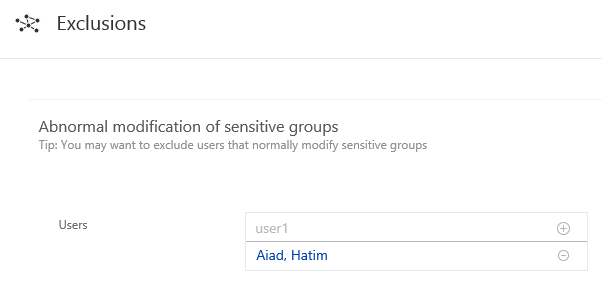 Exclusions
Abnormal modification of sensitive groups
Tip: You may want to exclude users that normally modify sensitive groups
Users
user1
Aiad, Hatim